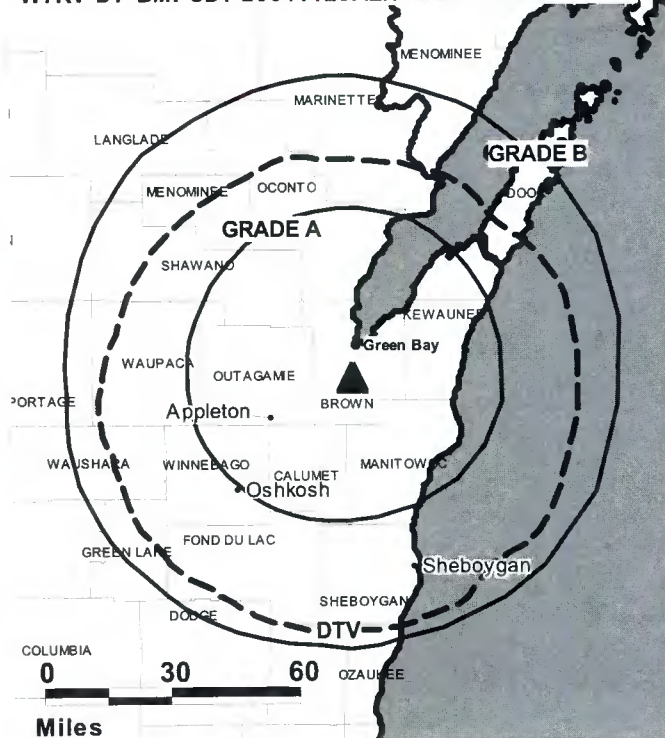 MENOMINEE
MARINETTE
LANGLADE
GRADE B
MENOMINEE
OCONTO
DOOR
GRADE A
SHAWANO
KEWAUNEE
Green Bay
WAUPACA
OUTAGAMIE
PORTAGE
BROWN
Appleton
WAUSHARA
WINNEBAGO
CALUMET
MANITOWOC
Oshkosh
FOND DU LAC
GREEN LAKE
Sheboygan
SHEBOYGAN
DODGE
DTV
COLUMBIA
0 30 60
OZAUKEE
Miles